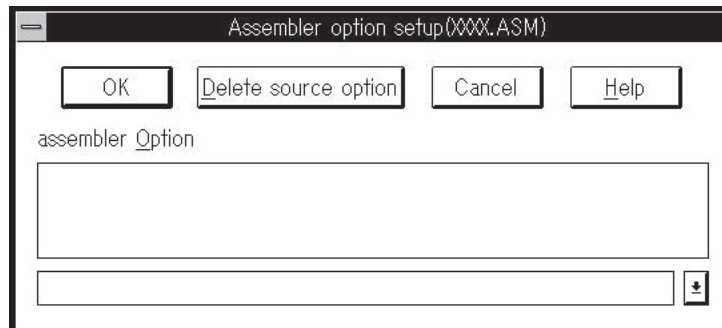 Assembler option setup(XXXX.ASM)
OK Delete source option Cancel Help
assembler Option